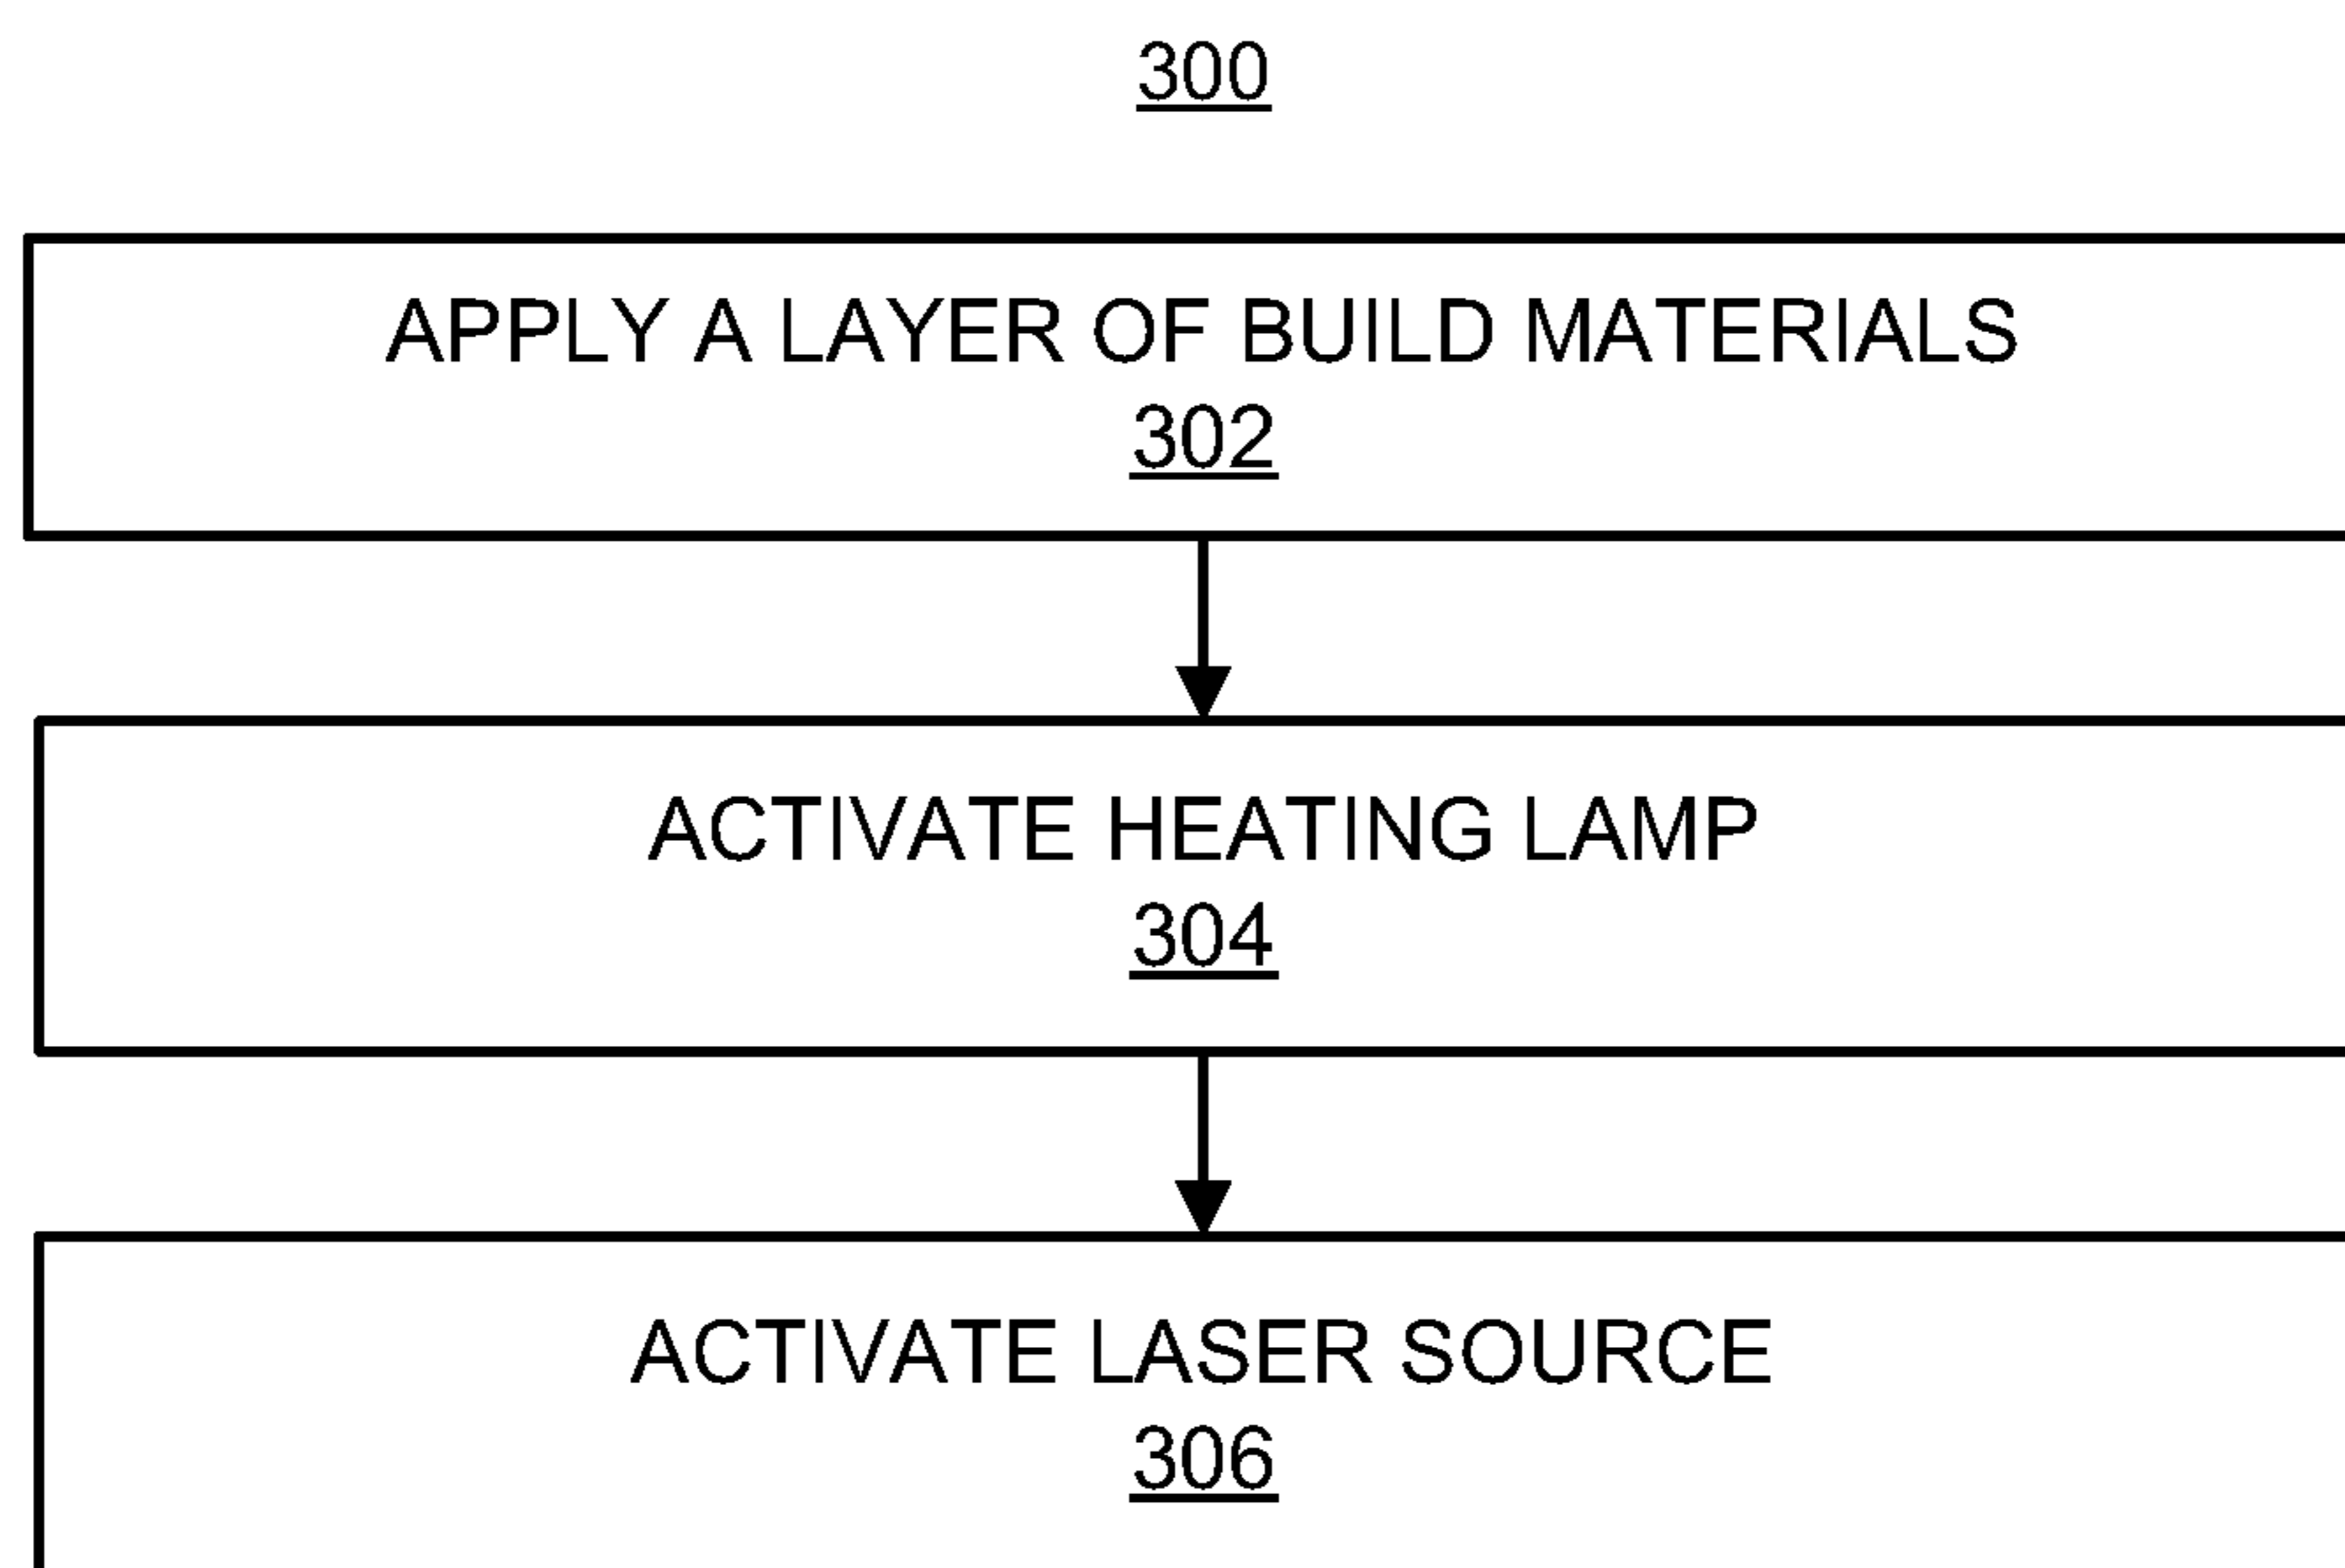 300
APPLY A LAYER OF BUILD MATERIALS
302
ACTIVATE HEATING LAMP
304
ACTIVATE LASER SOURCE
306